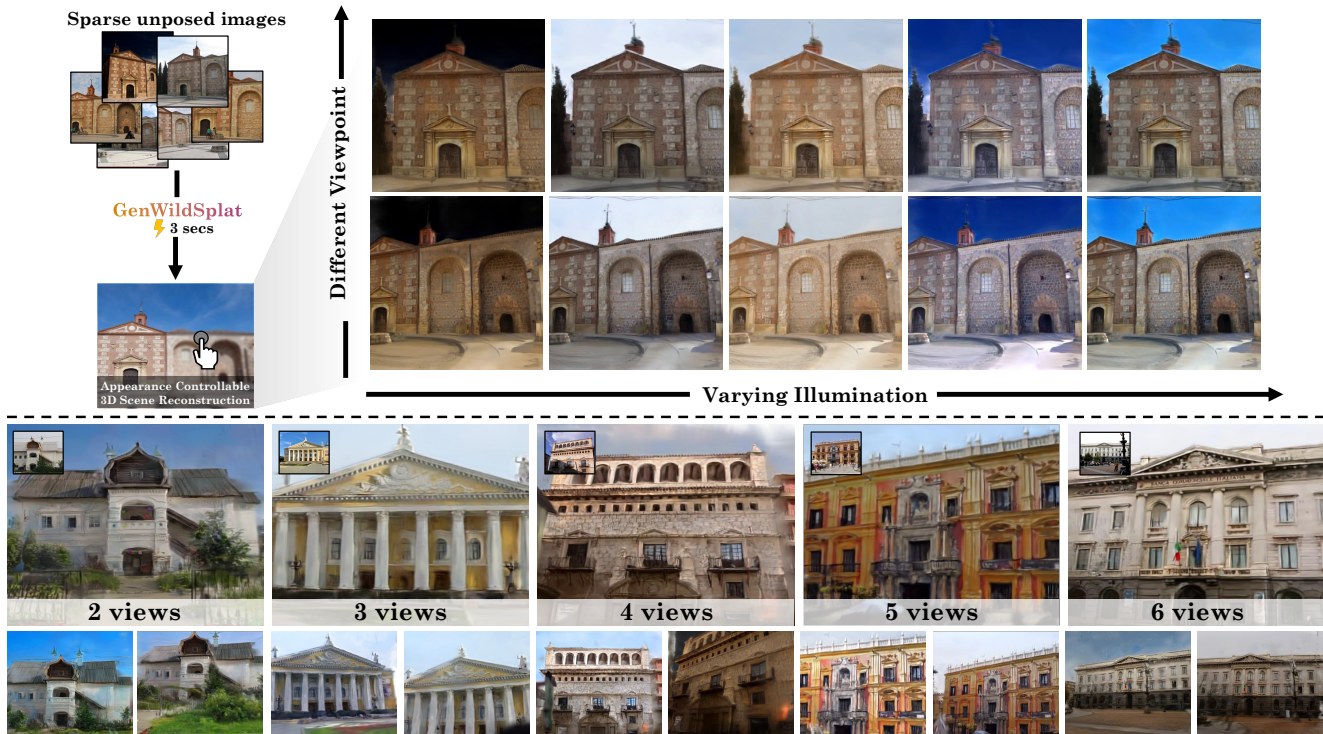 Sparse unposed images
GenWildSplat
3 secs
Appearance Controllable
3D Scene Reconstruction
Different Viewpoint
Varying Illumination
2 views
3 views
4 views
5 views
6 views